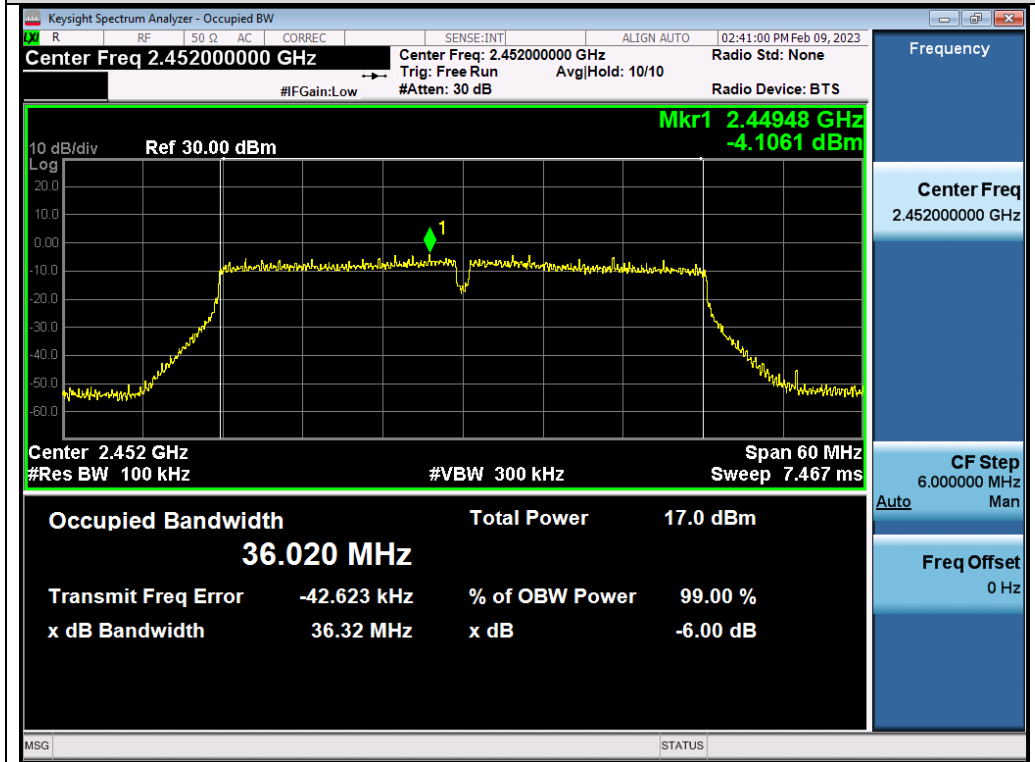 Keysight Spectrum Analyzer - Occupied BW
LXI R RF 50 Ω AC CORREC SENSE:INT ALIGN AUTO 02:41:00 PM Feb 09, 2023
Center Freq 2.452000000 GHz
#IFGain:Low
Center Freq: 2.452000000 GHz
Trig: Free Run Avg|Hold: 10/10
#Atten: 30 dB
Radio Std: None
Radio Device: BTS
Mkr1 2.44948 GHz
-4.1061 dBm
10 dB/div Ref 30.00 dBm
Log
20.0
10.0
0.00
-10.0
-20.0
-30.0
-40.0
-50.0
-60.0
1
Center 2.452 GHz Span 60 MHz
#Res BW 100 kHz #VBW 300 kHz Sweep 7.467 ms
Occupied Bandwidth Total Power 17.0 dBm
36.020 MHz
Transmit Freq Error -42.623 kHz % of OBW Power 99.00 %
x dB Bandwidth 36.32 MHz x dB -6.00 dB
Frequency
Center Freq
2.452000000 GHz
CF Step
6.000000 MHz
Auto Man
Freq Offset
0 Hz
MSG STATUS